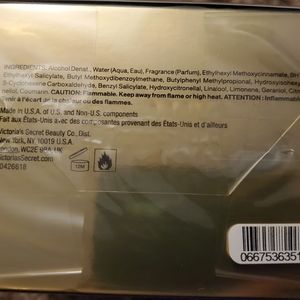 INGREDIENTS: Alcohol Denat., Water (Aqua, Eau), Fragrance (Parfum), Ethylhexyl Methoxycinnamate,
Ethylhexyl Salicylate, Butyl Methoxydibenzoylmethane, Butylphenyl Methylpropional,
3-Cyclohexene Carboxaldehyde, Benzyl Salicylate, Hydroxycitronellal, Linalool, Limonene, Geraniol,
Coumarin. CAUTION: Flammable. Keep away from flame or high heat. ATTENTION:
à l'écart de la chaleur ou des flammes.
Made in U.S.A. of U.S. and Non-U.S. components
Fait aux États-Unis avec des composantes provenant des États-Unis et d'ailleurs
Victoria's Secret Beauty Co., Dist.
New York, NY 10019 U.S.A.
London, WC2E 9RA UK
VictoriasSecret.com
0426618
12M
0667536351